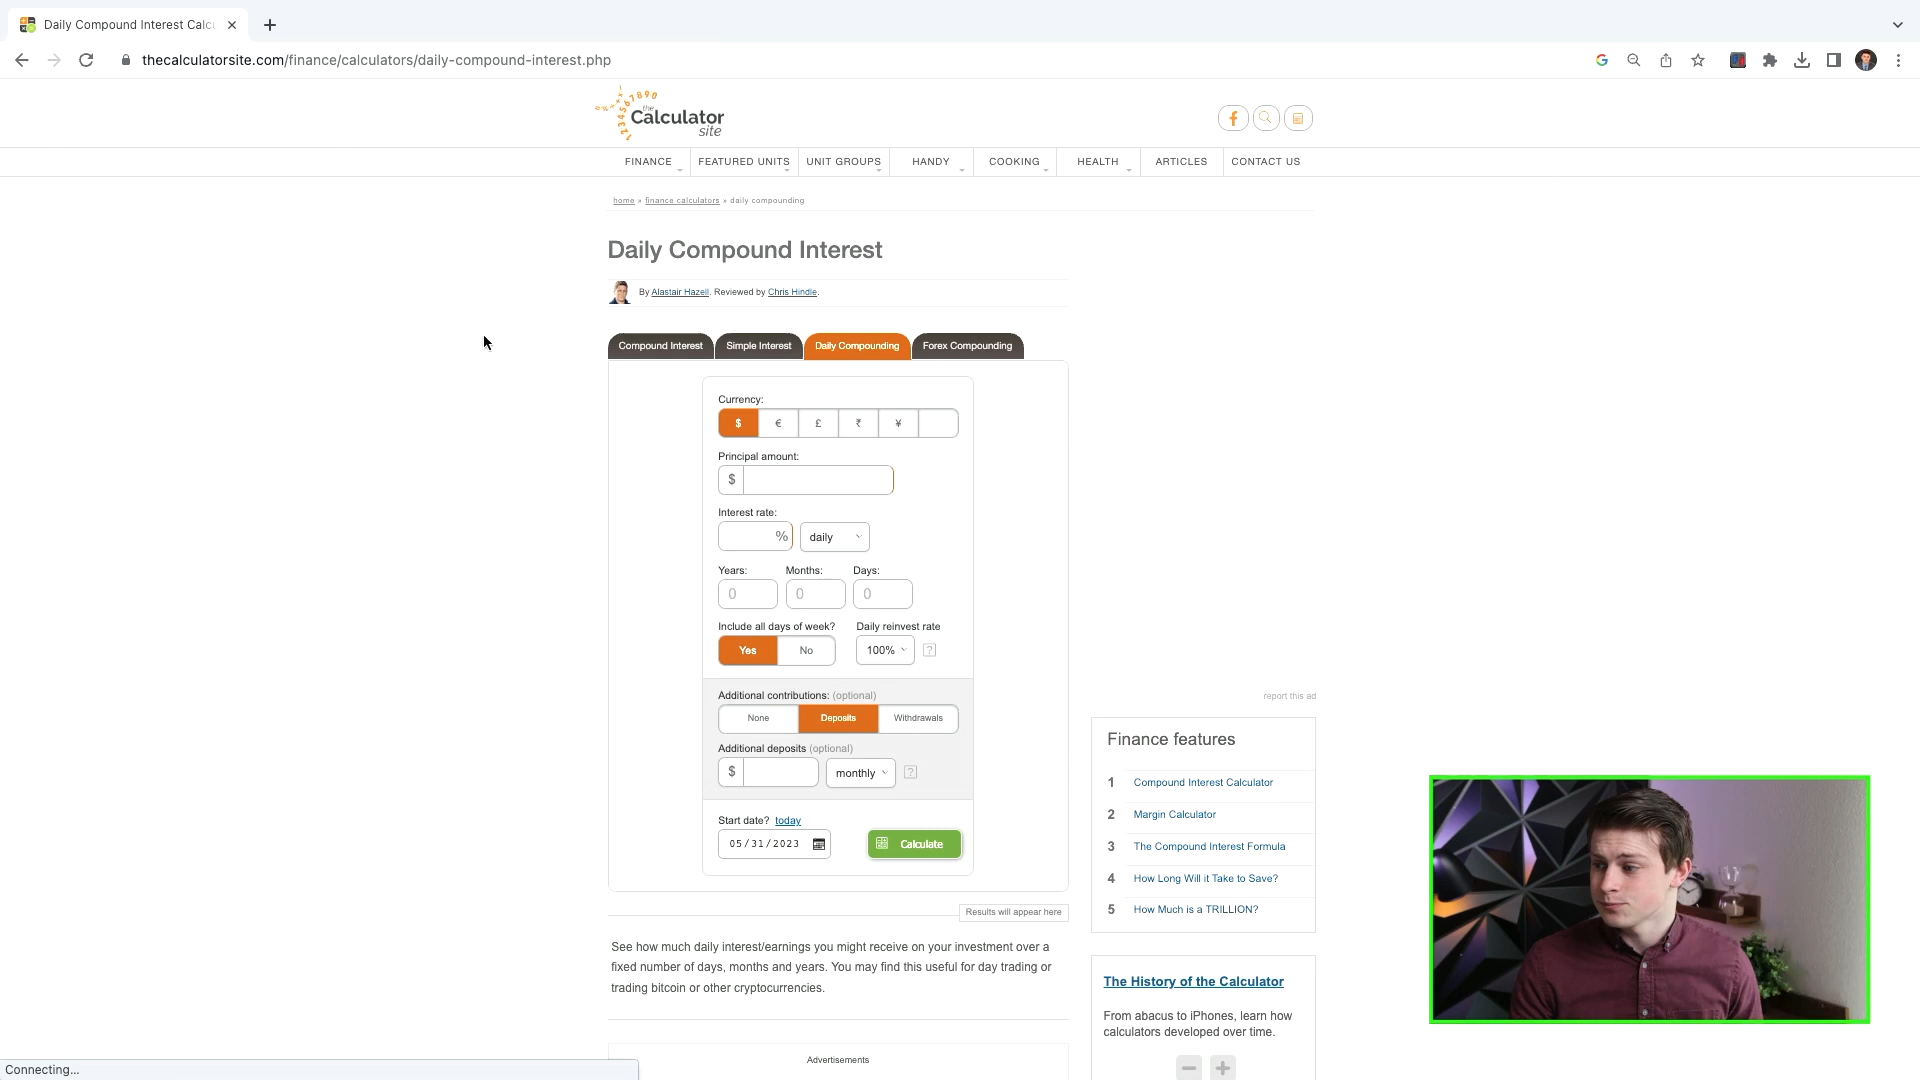 Daily Compound Interest Calc
thecalculatorsite.com/finance/calculators/daily-compound-interest.php
1234567890
the
Calculator
site
FINANCE
FEATURED UNITS
UNIT GROUPS
HANDY
COOKING
HEALTH
ARTICLES
CONTACT US
home » finance calculators » daily compounding
Daily Compound Interest
By Alastair Hazell. Reviewed by Chris Hindle.
Compound Interest
Simple Interest
Daily Compounding
Forex Compounding
Currency:
$ € £ ₹ ¥
Principal amount:
$
Interest rate:
% daily
Years: Months: Days:
0 0 0
Include all days of week? Daily reinvest rate
Yes No 100% ?
Additional contributions: (optional)
None Deposits Withdrawals
Additional deposits (optional)
$ monthly ?
Start date? today
05/31/2023
Calculate
Results will appear here
See how much daily interest/earnings you might receive on your investment over a
fixed number of days, months and years. You may find this useful for day trading or
trading bitcoin or other cryptocurrencies.
Advertisements
report this ad
Finance features
1 Compound Interest Calculator
2 Margin Calculator
3 The Compound Interest Formula
4 How Long Will it Take to Save?
5 How Much is a TRILLION?
The History of the Calculator
From abacus to iPhones, learn how
calculators developed over time.
Connecting...